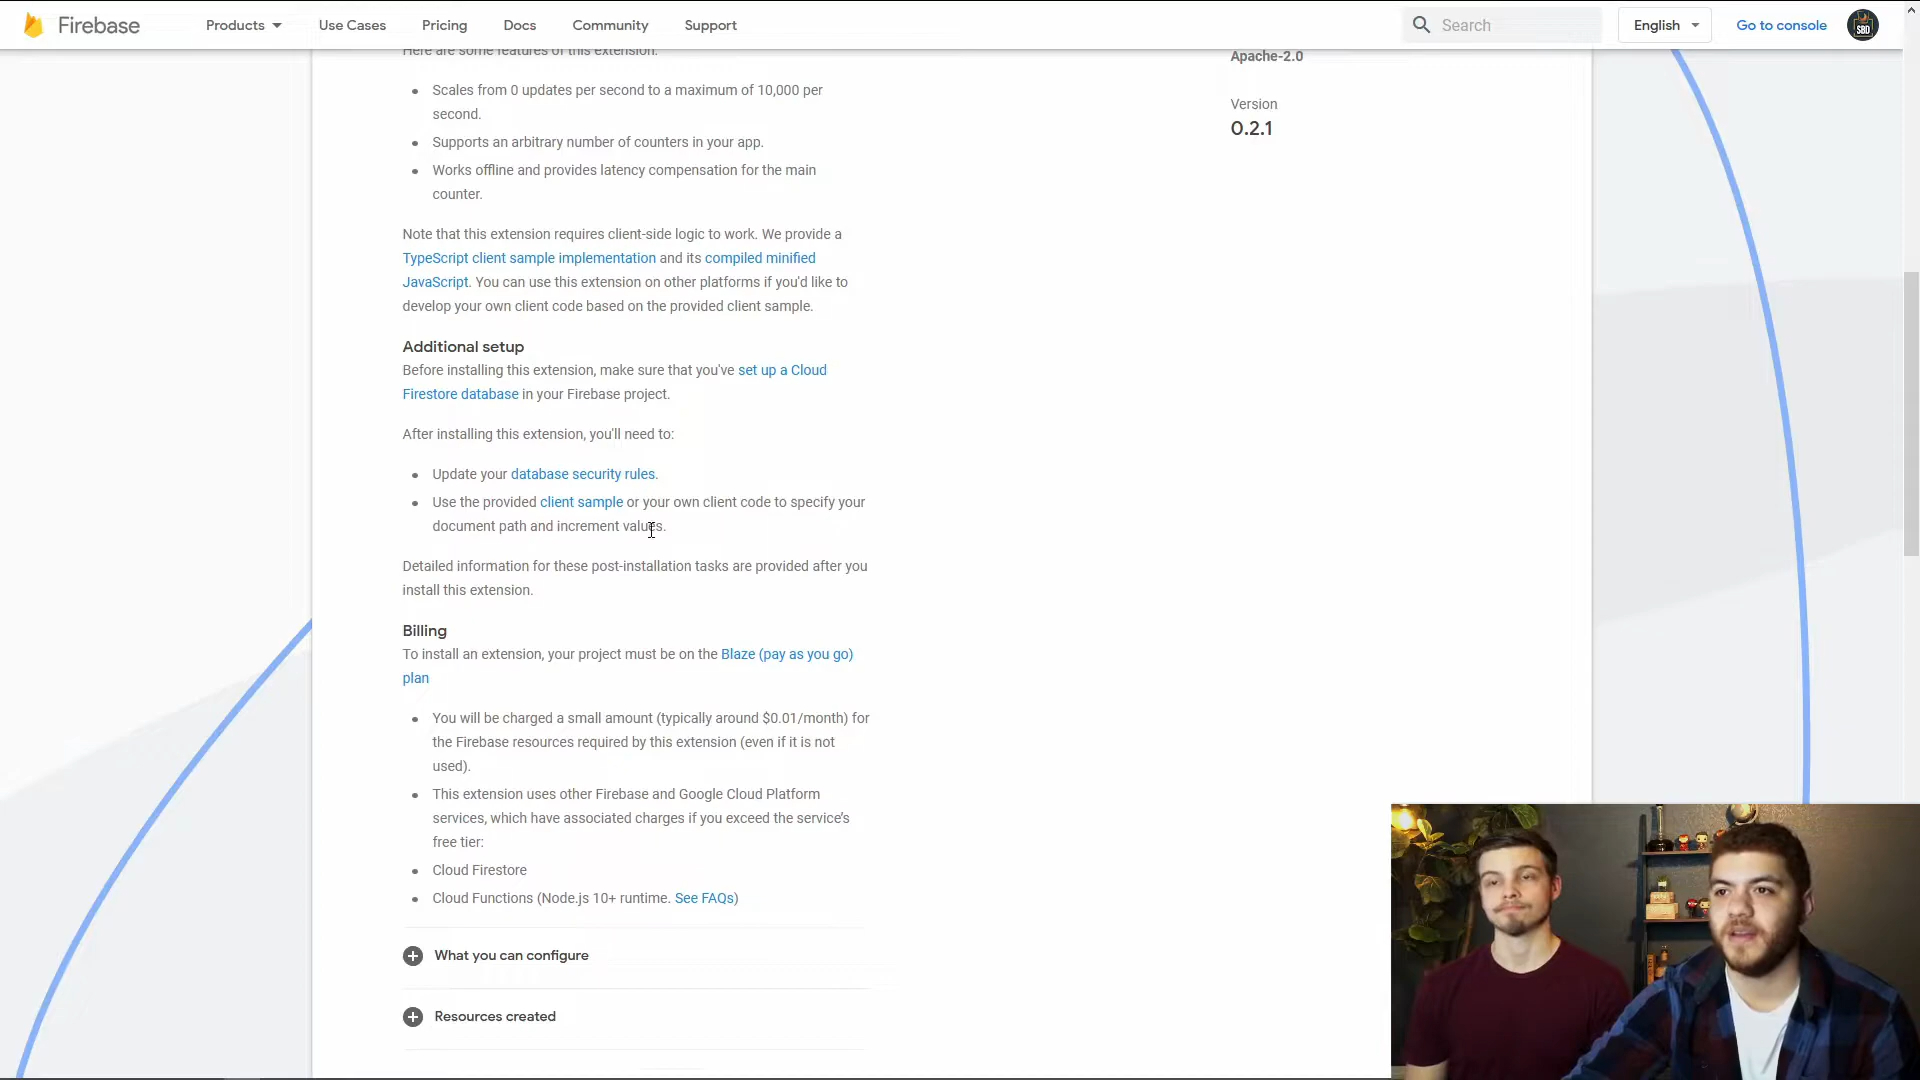 Firebase
Products
Use Cases
Pricing
Docs
Community
Support
Search
English
Go to console
SBD
Here are some features of this extension:
Scales from 0 updates per second to a maximum of 10,000 per
second.
Supports an arbitrary number of counters in your app.
Works offline and provides latency compensation for the main
counter.
Note that this extension requires client-side logic to work. We provide a
TypeScript client sample implementation and its compiled minified
JavaScript. You can use this extension on other platforms if you'd like to
develop your own client code based on the provided client sample.
Additional setup
Before installing this extension, make sure that you've set up a Cloud
Firestore database in your Firebase project.
After installing this extension, you'll need to:
Update your database security rules.
Use the provided client sample or your own client code to specify your
document path and increment values.
Detailed information for these post-installation tasks are provided after you
install this extension.
Billing
To install an extension, your project must be on the Blaze (pay as you go)
plan
You will be charged a small amount (typically around $0.01/month) for
the Firebase resources required by this extension (even if it is not
used).
This extension uses other Firebase and Google Cloud Platform
services, which have associated charges if you exceed the service's
free tier:
Cloud Firestore
Cloud Functions (Node.js 10+ runtime. See FAQs)
What you can configure
Resources created
Apache-2.0
Version
0.2.1